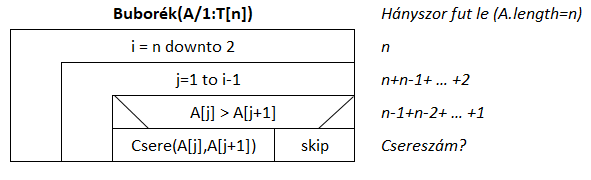 Buborék(A/1:T[n]) Hányszor fut le (A.length=n)
i = n downto 2 n
j=1 to i-1 n+n-1+ … +2
A[j] > A[j+1] n-1+n-2+ … +1
Csere(A[j],A[j+1]) skip Csereszám?